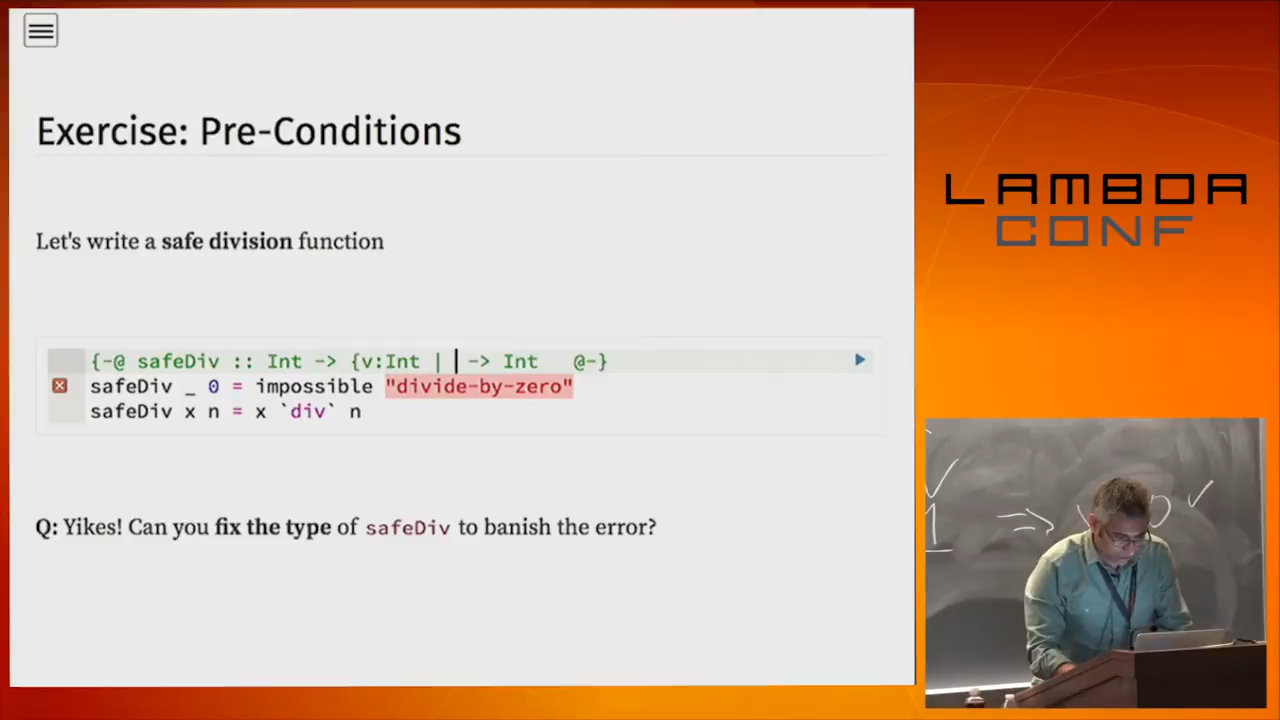 Exercise: Pre-Conditions
Let's write a safe division function
{-@ safeDiv :: Int -> {v:Int | | -> Int @-}
safeDiv _ 0 = impossible "divide-by-zero"
safeDiv x n = x `div` n
Q: Yikes! Can you fix the type of safeDiv to banish the error?
LAMBDA
CONF